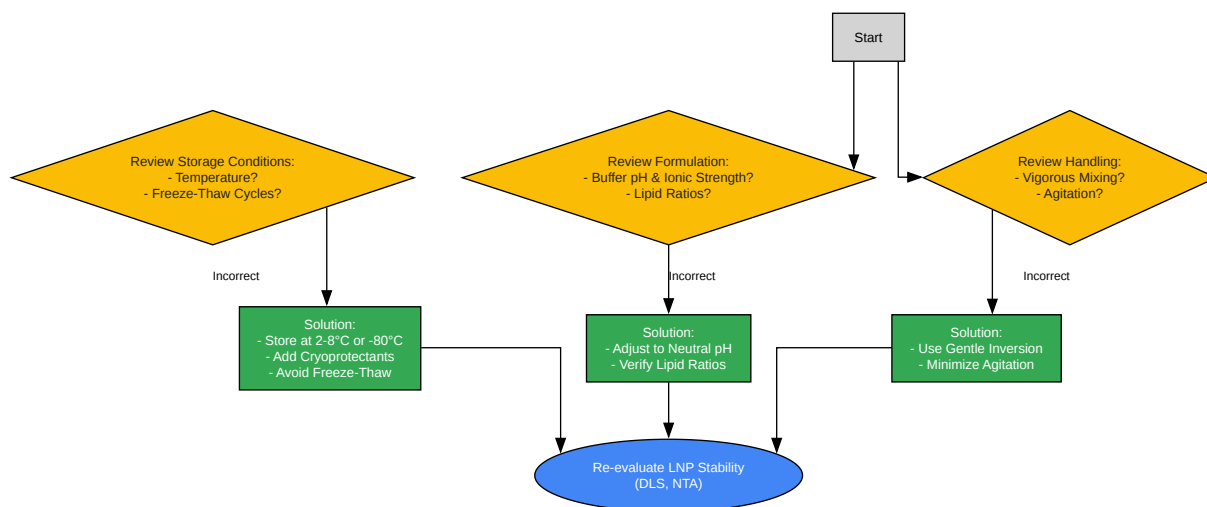 Start
Review Storage Conditions:
- Temperature?
- Freeze-Thaw Cycles?
Review Formulation:
- Buffer pH & Ionic Strength?
- Lipid Ratios?
Review Handling:
- Vigorous Mixing?
- Agitation?
Incorrect
Incorrect
Incorrect
Solution:
- Store at 2-8°C or -80°C
- Add Cryoprotectants
- Avoid Freeze-Thaw
Solution:
- Adjust to Neutral pH
- Verify Lipid Ratios
Solution:
- Use Gentle Inversion
- Minimize Agitation
Re-evaluate LNP Stability
(DLS, NTA)